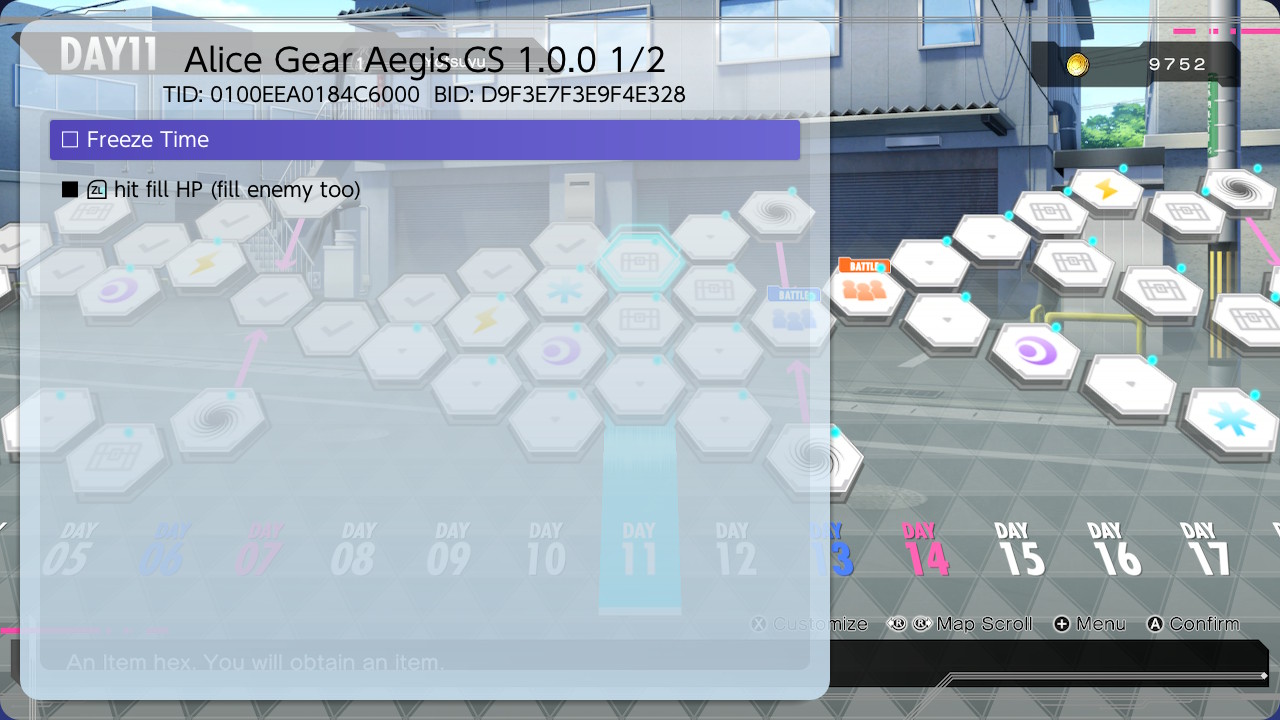 DAY11
Alice Gear Aegis CS 1.0.0 1/2
TID: 0100EEA0184C6000 BID: D9F3E7F3E9F4E328
9752
□ Freeze Time
■ ZL hit fill HP (fill enemy too)
BATTLE
BATTLE
DAY 05
DAY 06
DAY 07
DAY 08
DAY 09
DAY 10
DAY 11
DAY 12
DAY 13
DAY 14
DAY 15
DAY 16
DAY 17
X Customize R R Map Scroll + Menu A Confirm
An Item hex. You will obtain an item.